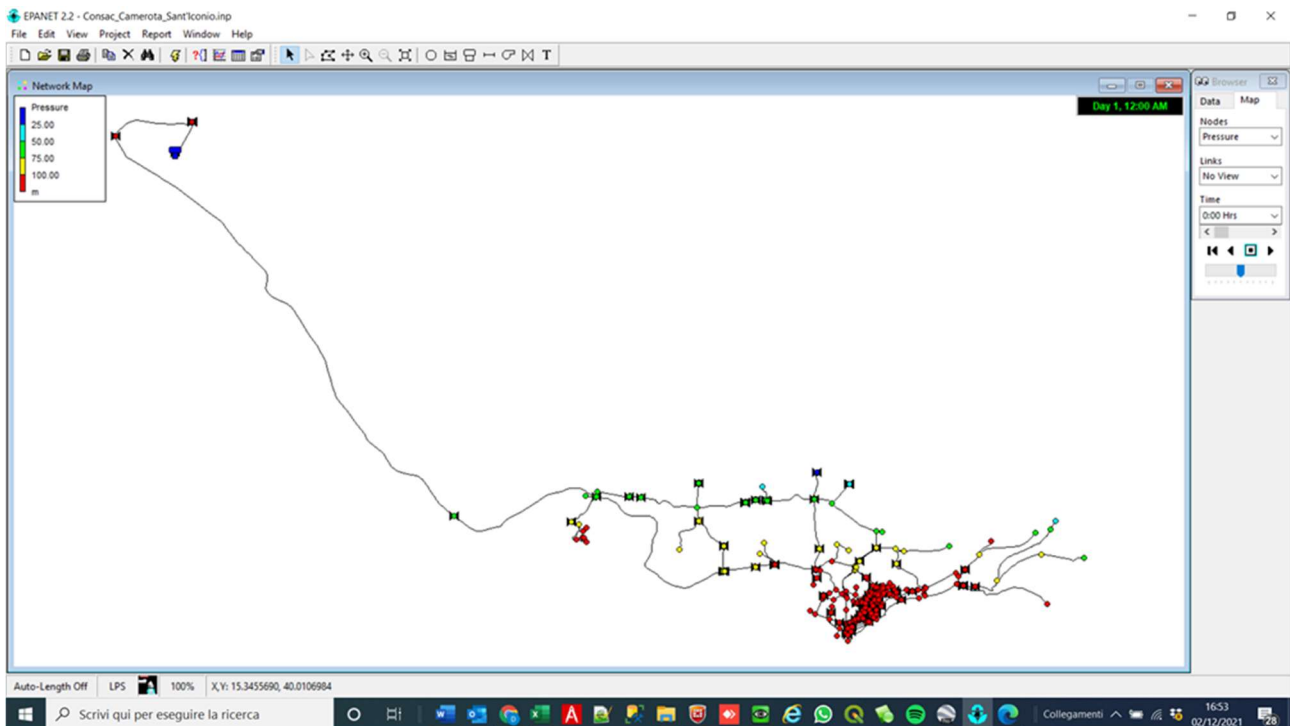 EPANET 2.2 - Consac_Camerota_Sant'Iconio.inp
File Edit View Project Report Window Help
T
Network Map
Browser
Data Map
Pressure
25.00
50.00
75.00
100.00
m
Day 1, 12:00 AM
Nodes
Pressure
Links
No View
Time
0:00 Hrs
Auto-Length Off LPS 100% X,Y: 15.3455690, 40.0106984
Scrivi qui per eseguire la ricerca
Collegamenti
16:53
02/12/2021
28